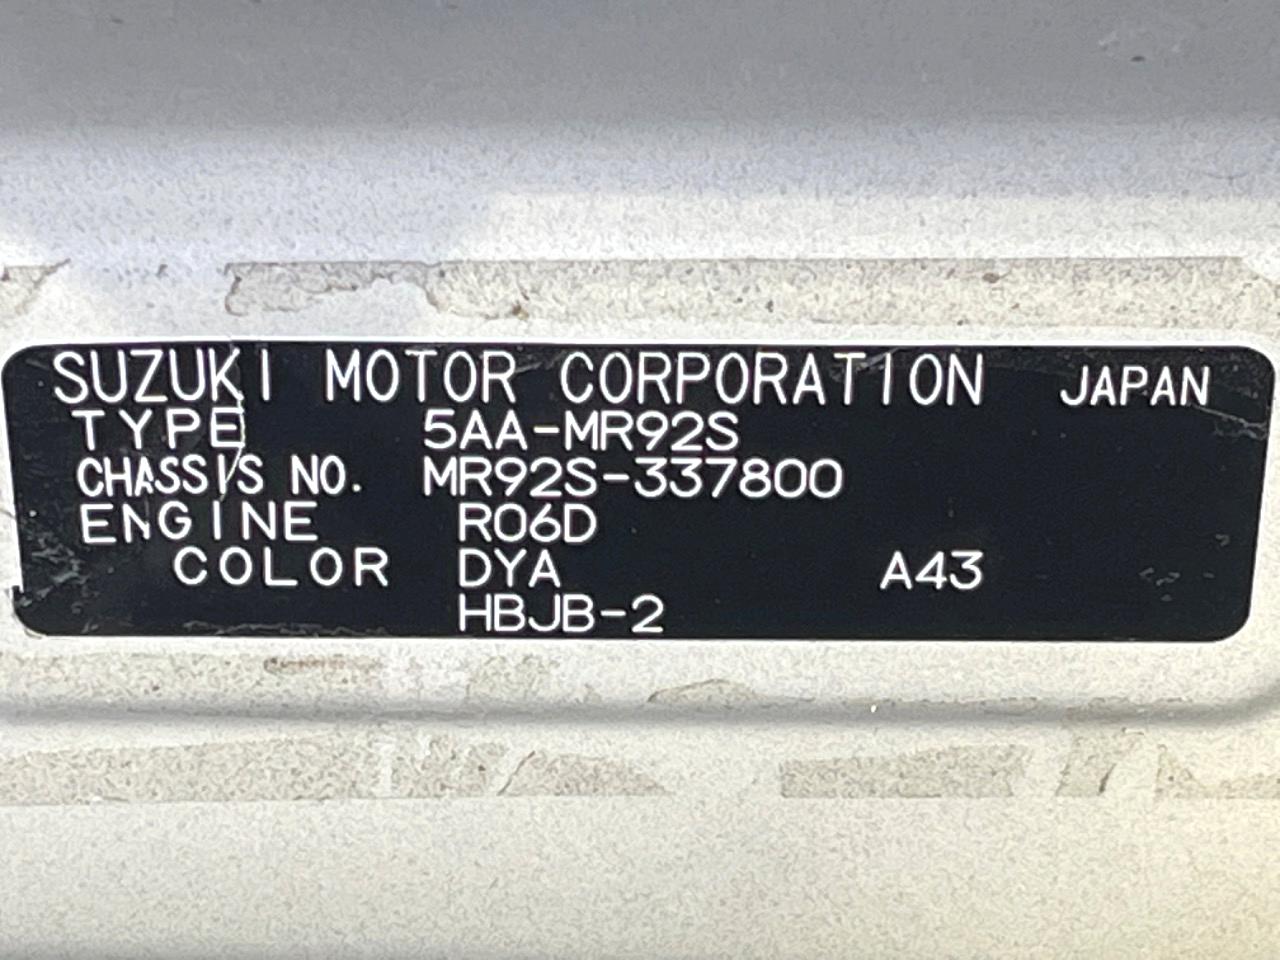 SUZUKI MOTOR CORPORATION JAPAN
TYPE 5AA-MR92S
CHASSIS NO. MR92S-337800
ENGINE R06D
COLOR DYA A43
HBJB-2